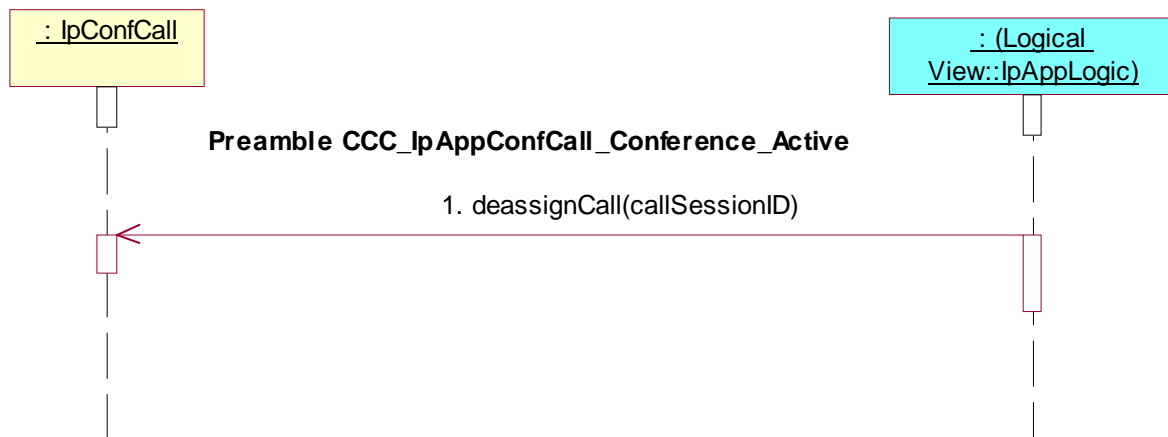 : IpConfCall
: (Logical
View::IpAppLogic)
Preamble CCC_IpAppConfCall_Conference_Active
1. deassignCall(callSessionID)